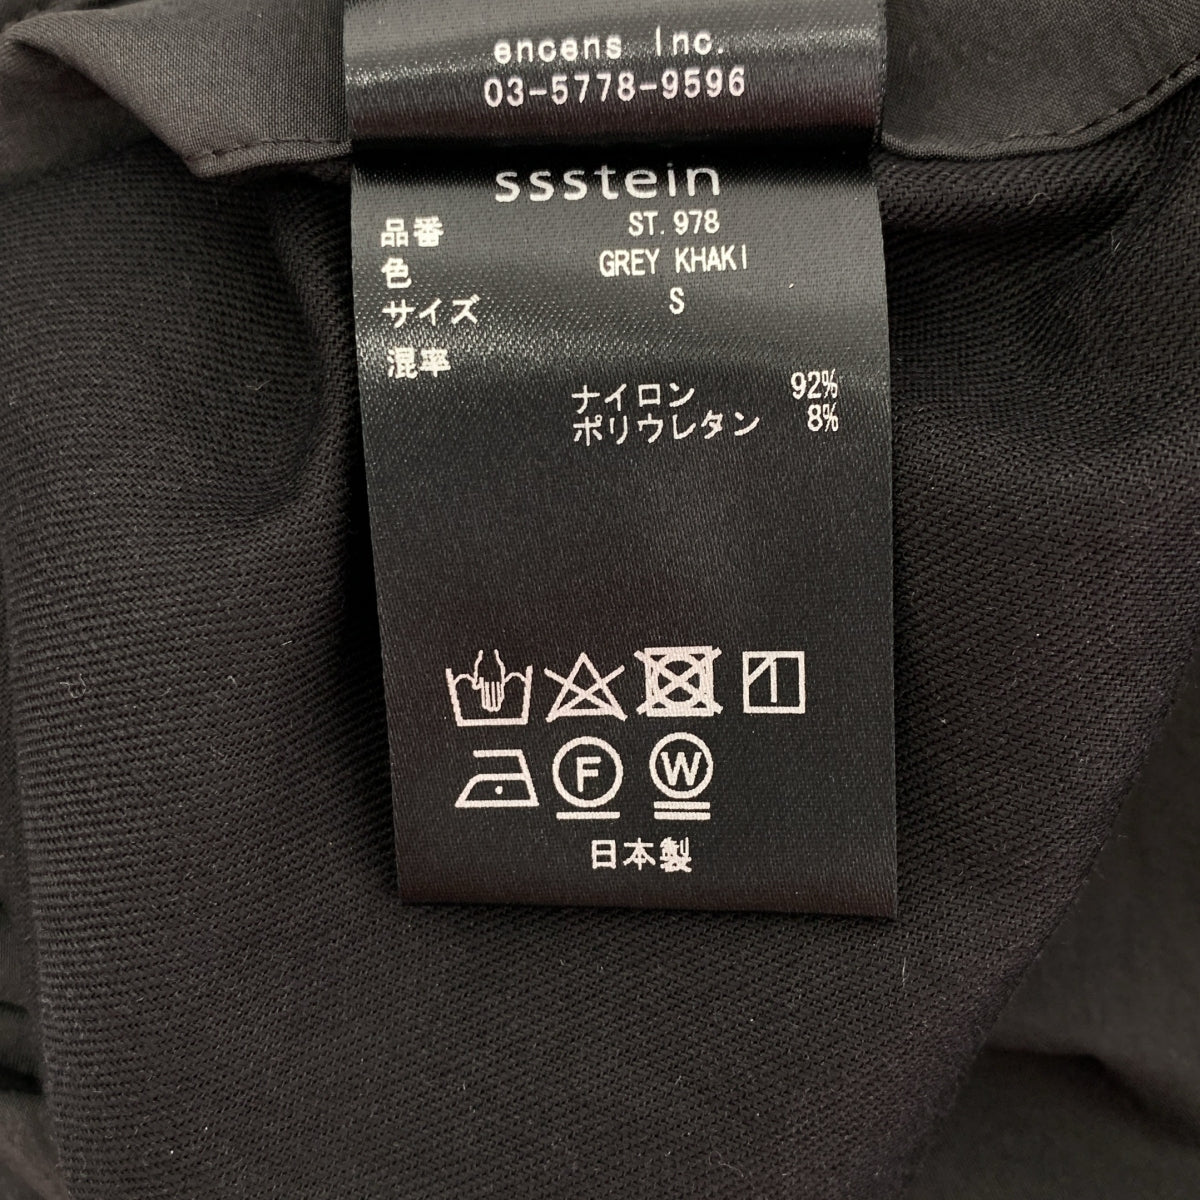 encens Inc.
03-5778-9596
ssstein
品番 ST.978
色 GREY KHAKI
サイズ S
混率
ナイロン 92%
ポリウレタン 8%
F W
日本製